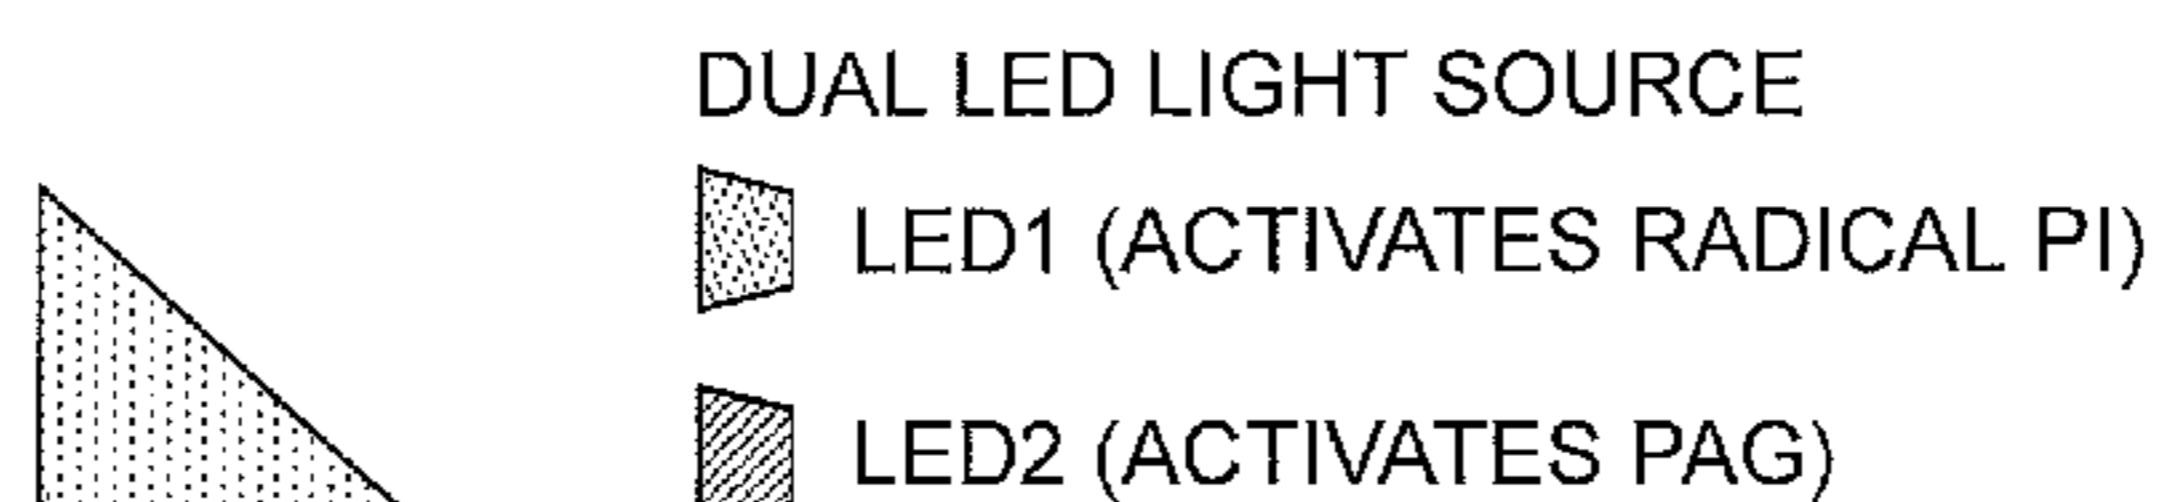 DUAL LED LIGHT SOURCE
LED1 (ACTIVATES RADICAL PI)
LED2 (ACTIVATES PAG)